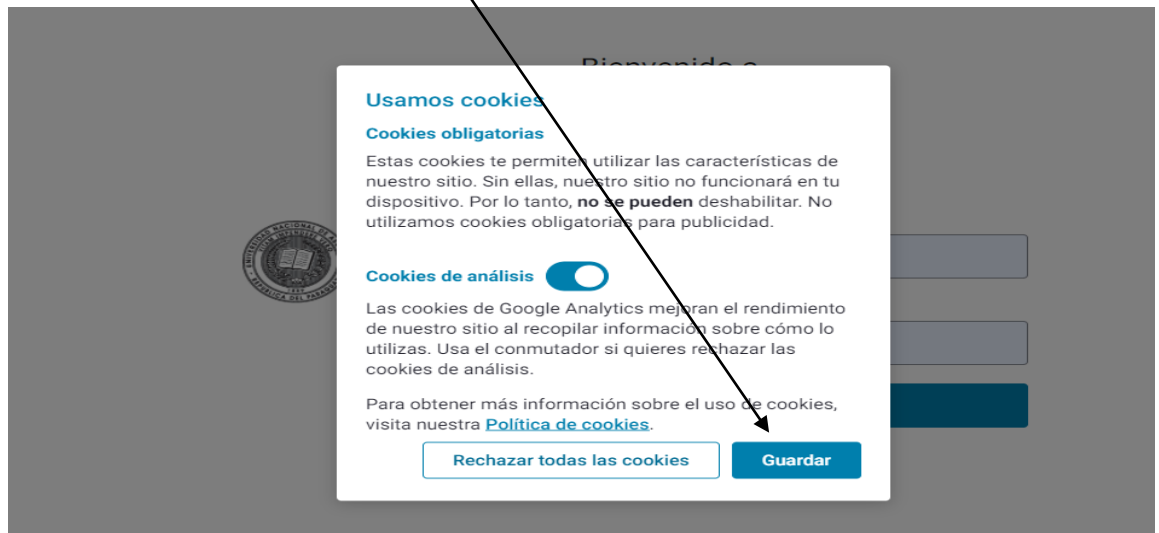 Bienvenido a
Usamos cookies
Cookies obligatorias
Estas cookies te permiten utilizar las características de
nuestro sitio. Sin ellas, nuestro sitio no funcionará en tu
dispositivo. Por lo tanto, no se pueden deshabilitar. No
utilizamos cookies obligatorias para publicidad.
Cookies de análisis
Las cookies de Google Analytics mejoran el rendimiento
de nuestro sitio al recopilar información sobre cómo lo
utilizas. Usa el conmutador si quieres rechazar las
cookies de análisis.
Para obtener más información sobre el uso de cookies,
visita nuestra Política de cookies.
Rechazar todas las cookies
Guardar